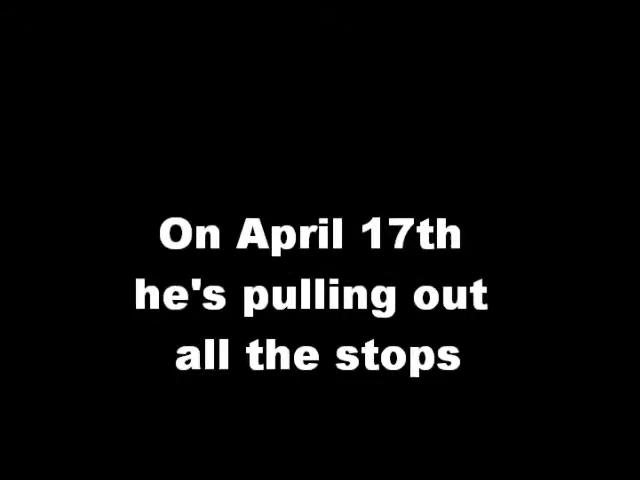 On April 17th
he's pulling out
all the stops